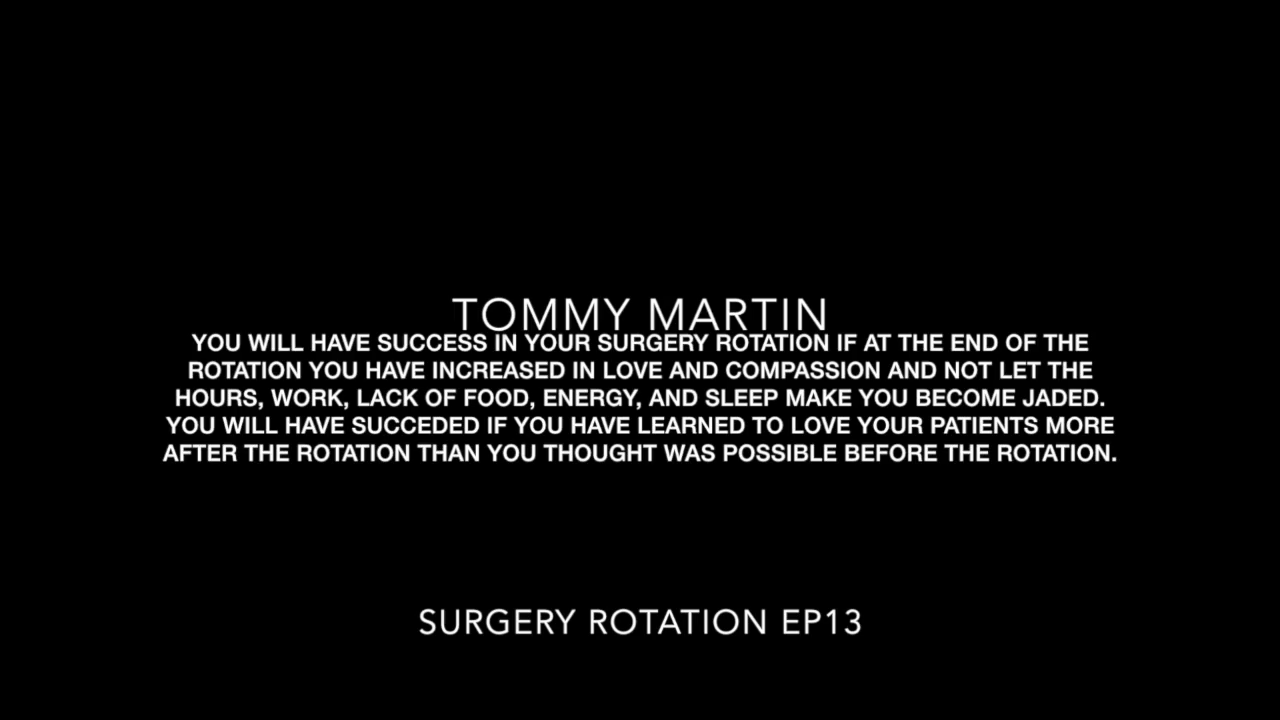 TOMMY MARTIN
YOU WILL HAVE SUCCESS IN YOUR SURGERY ROTATION IF AT THE END OF THE
ROTATION YOU HAVE INCREASED IN LOVE AND COMPASSION AND NOT LET THE
HOURS, WORK, LACK OF FOOD, ENERGY, AND SLEEP MAKE YOU BECOME JADED.
YOU WILL HAVE SUCCEDED IF YOU HAVE LEARNED TO LOVE YOUR PATIENTS MORE
AFTER THE ROTATION THAN YOU THOUGHT WAS POSSIBLE BEFORE THE ROTATION.
SURGERY ROTATION EP13